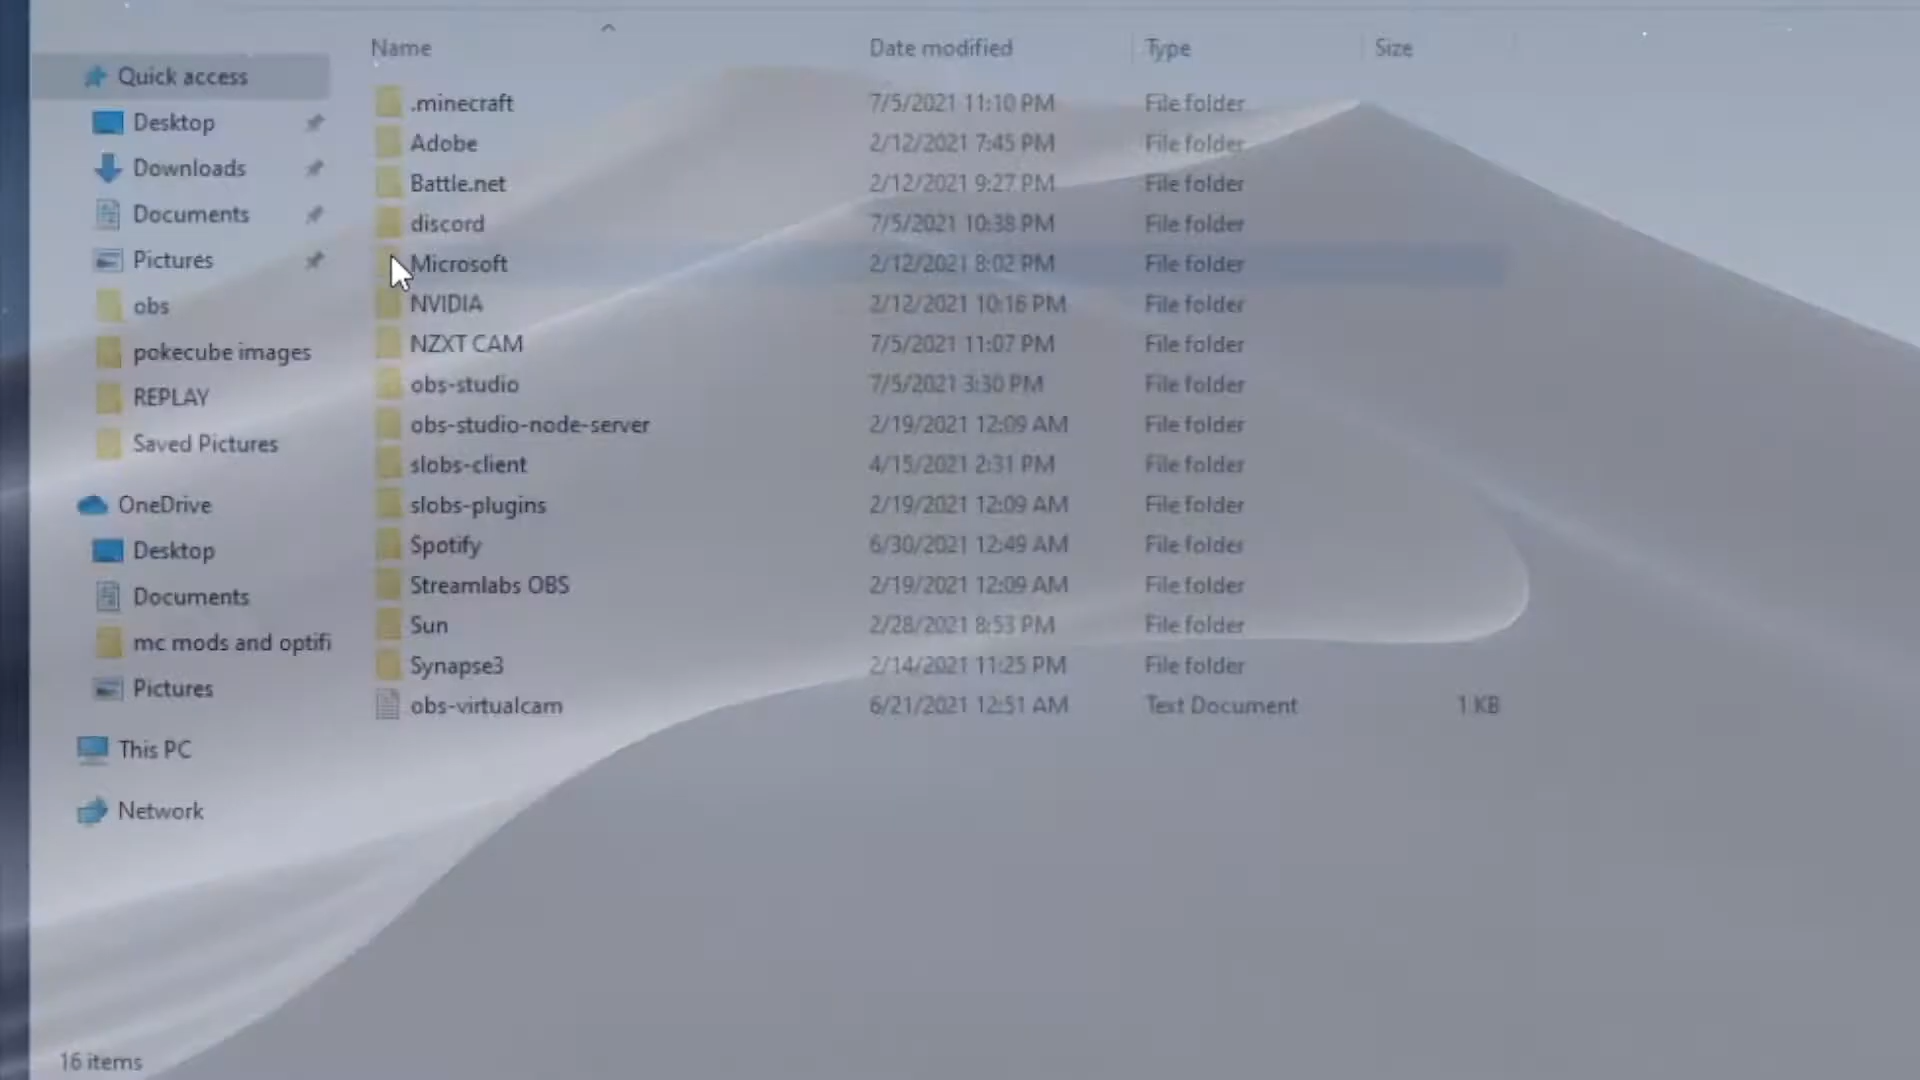 Name Date modified Type Size
Quick access
Desktop
Downloads
Documents
Pictures
obs
pokecube images
REPLAY
Saved Pictures
OneDrive
Desktop
Documents
mc mods and optifi
Pictures
This PC
Network
.minecraft 7/5/2021 11:10 PM File folder
Adobe 2/12/2021 7:45 PM File folder
Battle.net 2/12/2021 9:27 PM File folder
discord 7/5/2021 10:38 PM File folder
Microsoft 2/12/2021 8:02 PM File folder
NVIDIA 2/12/2021 10:16 PM File folder
NZXT CAM 7/5/2021 11:07 PM File folder
obs-studio 7/5/2021 3:30 PM File folder
obs-studio-node-server 2/19/2021 12:09 AM File folder
slobs-client 4/15/2021 2:31 PM File folder
slobs-plugins 2/19/2021 12:09 AM File folder
Spotify 6/30/2021 12:49 AM File folder
Streamlabs OBS 2/19/2021 12:09 AM File folder
Sun 2/28/2021 8:53 PM File folder
Synapse3 2/14/2021 11:25 PM File folder
obs-virtualcam 6/21/2021 12:51 AM Text Document 1 KB
16 items